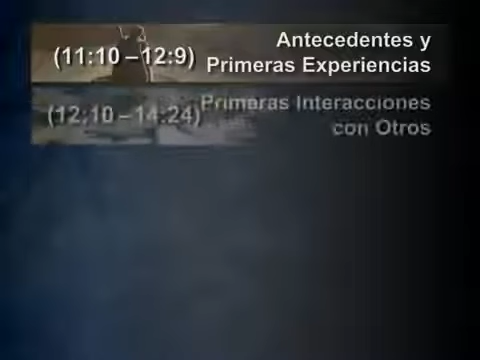 (11:10 – 12:9) Antecedentes y
Primeras Experiencias
(12:10 – 14:24) Primeras Interacciones
con Otros